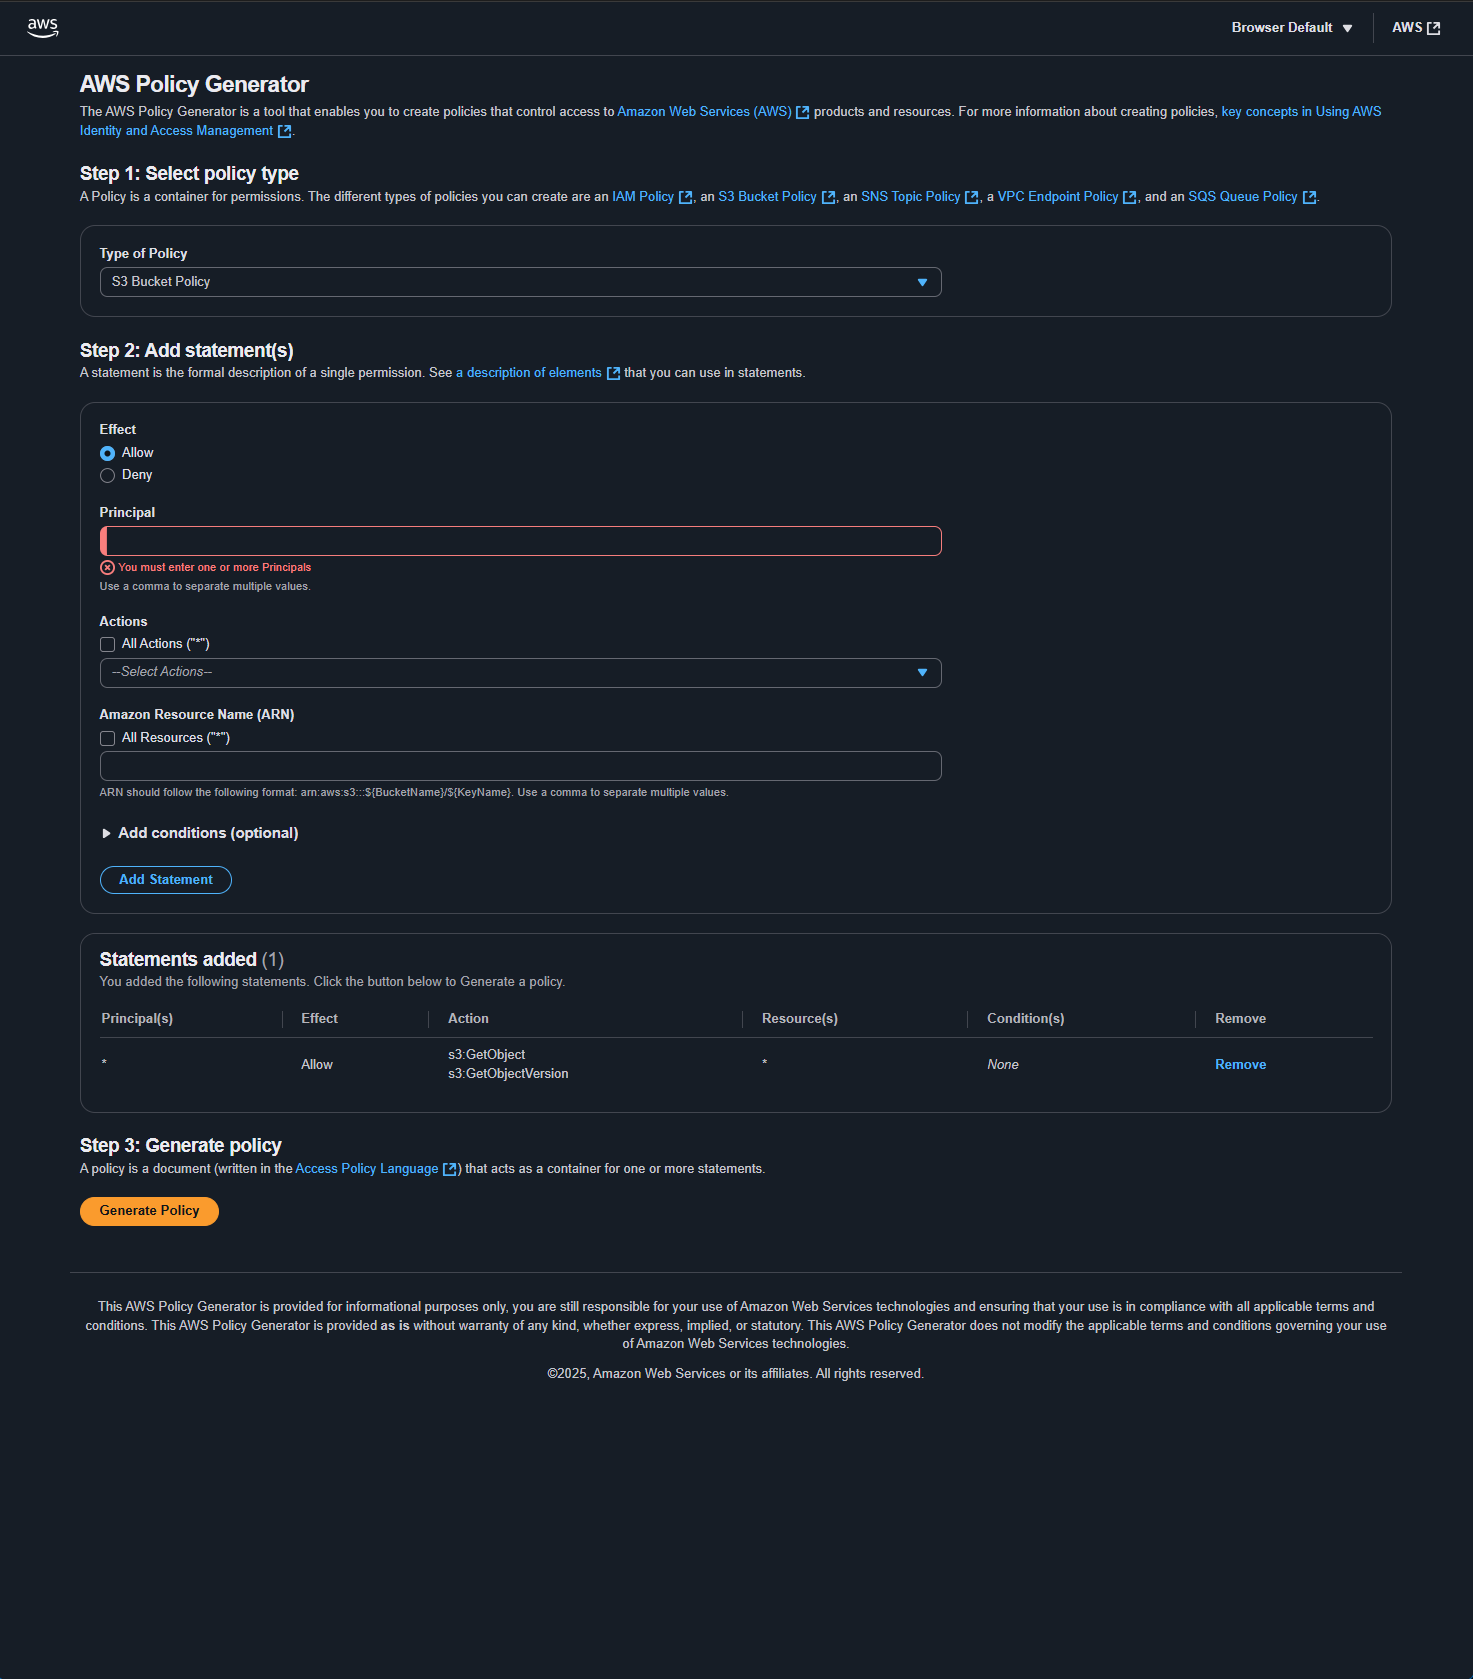 aws
Browser Default
AWS
AWS Policy Generator
The AWS Policy Generator is a tool that enables you to create policies that control access to Amazon Web Services (AWS) products and resources. For more information about creating policies, key concepts in Using AWS
Identity and Access Management.
Step 1: Select policy type
A Policy is a container for permissions. The different types of policies you can create are an IAM Policy, an S3 Bucket Policy, an SNS Topic Policy, a VPC Endpoint Policy, and an SQS Queue Policy.
Type of Policy
S3 Bucket Policy
Step 2: Add statement(s)
A statement is the formal description of a single permission. See a description of elements that you can use in statements.
Effect
Allow
Deny
Principal
You must enter one or more Principals
Use a comma to separate multiple values.
Actions
All Actions ("*")
--Select Actions--
Amazon Resource Name (ARN)
All Resources ("*")
ARN should follow the following format: arn:aws:s3:::${BucketName}/${KeyName}. Use a comma to separate multiple values.
Add conditions (optional)
Add Statement
Statements added (1)
You added the following statements. Click the button below to Generate a policy.
Principal(s) Effect Action Resource(s) Condition(s) Remove
* Allow s3:GetObject * None Remove
s3:GetObjectVersion
Step 3: Generate policy
A policy is a document (written in the Access Policy Language) that acts as a container for one or more statements.
Generate Policy
This AWS Policy Generator is provided for informational purposes only, you are still responsible for your use of Amazon Web Services technologies and ensuring that your use is in compliance with all applicable terms and
conditions. This AWS Policy Generator is provided as is without warranty of any kind, whether express, implied, or statutory. This AWS Policy Generator does not modify the applicable terms and conditions governing your use
of Amazon Web Services technologies.
©2025, Amazon Web Services or its affiliates. All rights reserved.